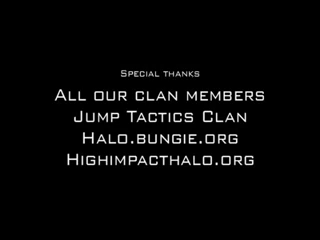 Special thanks
All our clan members
Jump Tactics Clan
Halo.bungie.org
Highimpacthalo.org